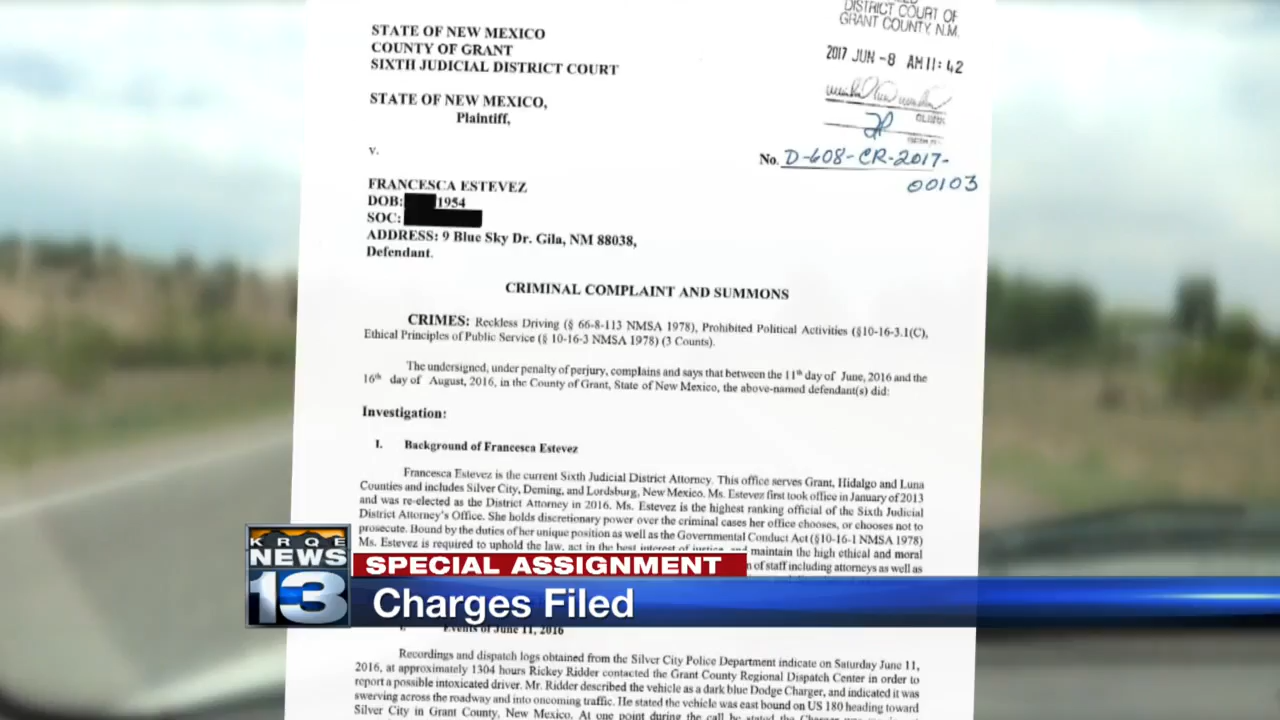 DISTRICT COURT OF
GRANT COUNTY, N.M.
2017 JUN -8 AM 11:42
STATE OF NEW MEXICO
COUNTY OF GRANT
SIXTH JUDICIAL DISTRICT COURT
STATE OF NEW MEXICO,
Plaintiff,
v.
No. D-608-CR-2017-
00103
FRANCESCA ESTEVEZ
DOB: 1954
SOC:
ADDRESS: 9 Blue Sky Dr. Gila, NM 88038,
Defendant.
CRIMINAL COMPLAINT AND SUMMONS
CRIMES: Reckless Driving (§ 66-8-113 NMSA 1978), Prohibited Political Activities (§10-16-3.1(C),
Ethical Principles of Public Service (§ 10-16-3 NMSA 1978) (3 Counts).
The undersigned, under penalty of perjury, complains and says that between the 11th day of June, 2016 and the
16th day of August, 2016, in the County of Grant, State of New Mexico, the above-named defendant(s) did:
Investigation:
I. Background of Francesca Estevez
Francesca Estevez is the current Sixth Judicial District Attorney. This office serves Grant, Hidalgo and Luna
Counties and includes Silver City, Deming, and Lordsburg, New Mexico. Ms. Estevez first took office in January of 2013
and was re-elected as the District Attorney in 2016. Ms. Estevez is the highest ranking official of the Sixth Judicial
District Attorney's Office. She holds discretionary power over the criminal cases her office chooses, or chooses not to
prosecute. Bound by the duties of her unique position as well as the Governmental Conduct Act (§10-16-1 NMSA 1978)
Ms. Estevez is required to uphold the law, act in the best interest of justice, and maintain the high ethical and moral
n of staff including attorneys as well as
KRQE
NEWS
13
SPECIAL ASSIGNMENT
Charges Filed
Events of June 11, 2016
Recordings and dispatch logs obtained from the Silver City Police Department indicate on Saturday June 11,
2016, at approximately 1304 hours Rickey Ridder contacted the Grant County Regional Dispatch Center in order to
report a possible intoxicated driver. Mr. Ridder described the vehicle as a dark blue Dodge Charger, and indicated it was
swerving across the roadway and into oncoming traffic. He stated the vehicle was east bound on US 180 heading toward
Silver City in Grant County, New Mexico. At one point during the call he stated the Charger